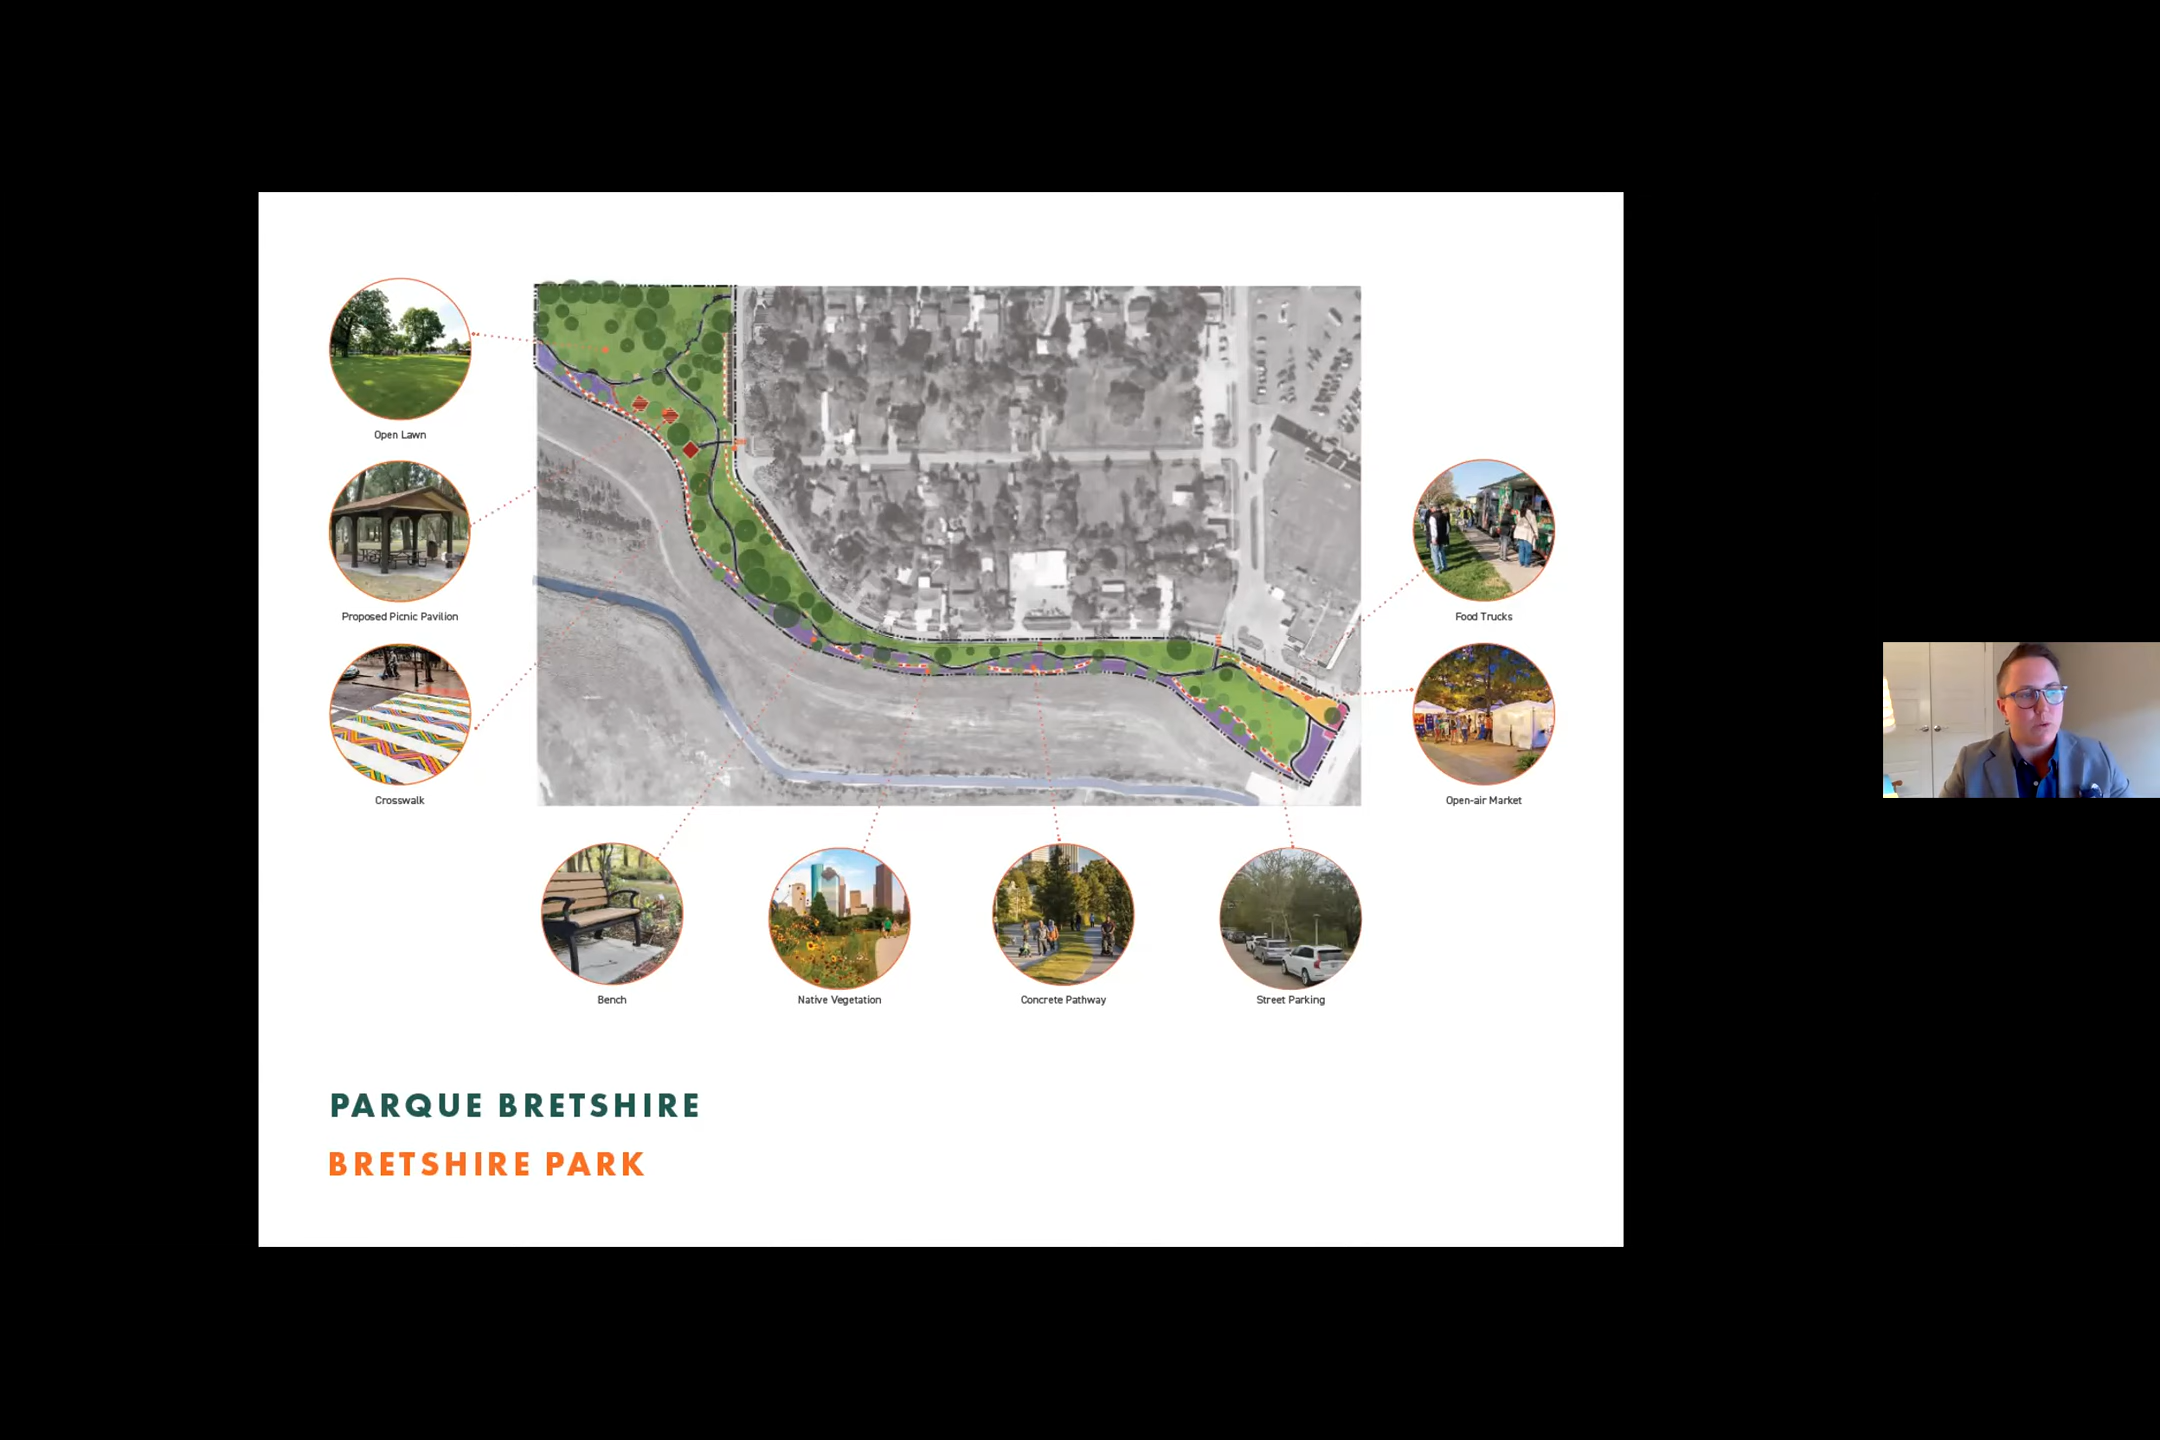 Open Lawn
Proposed Picnic Pavilion
Crosswalk
Food Trucks
Open-air Market
Bench
Native Vegetation
Concrete Pathway
Street Parking
PARQUE BRETSHIRE
BRETSHIRE PARK